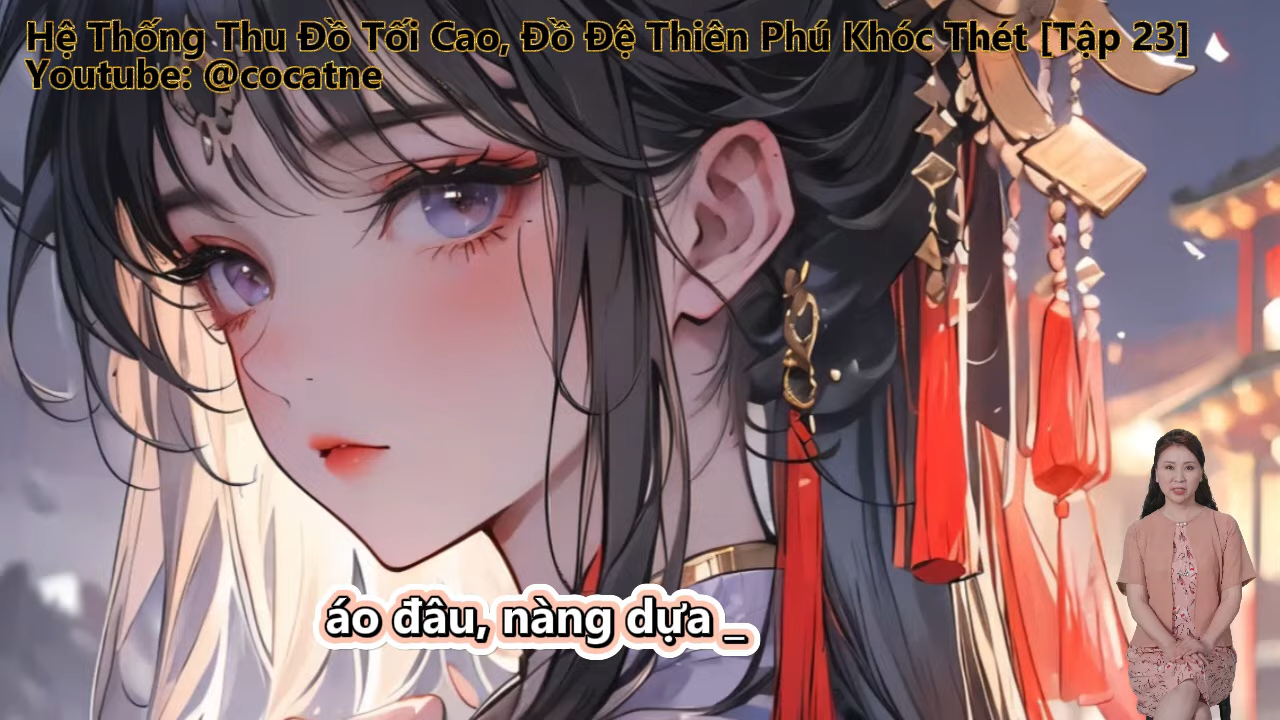 Hệ Thống Thu Đồ Tối Cao, Đồ Đệ Thiên Phú Khóc Thét [Tập 23]
Youtube: @cocatne
áo đâu, nàng dựa _